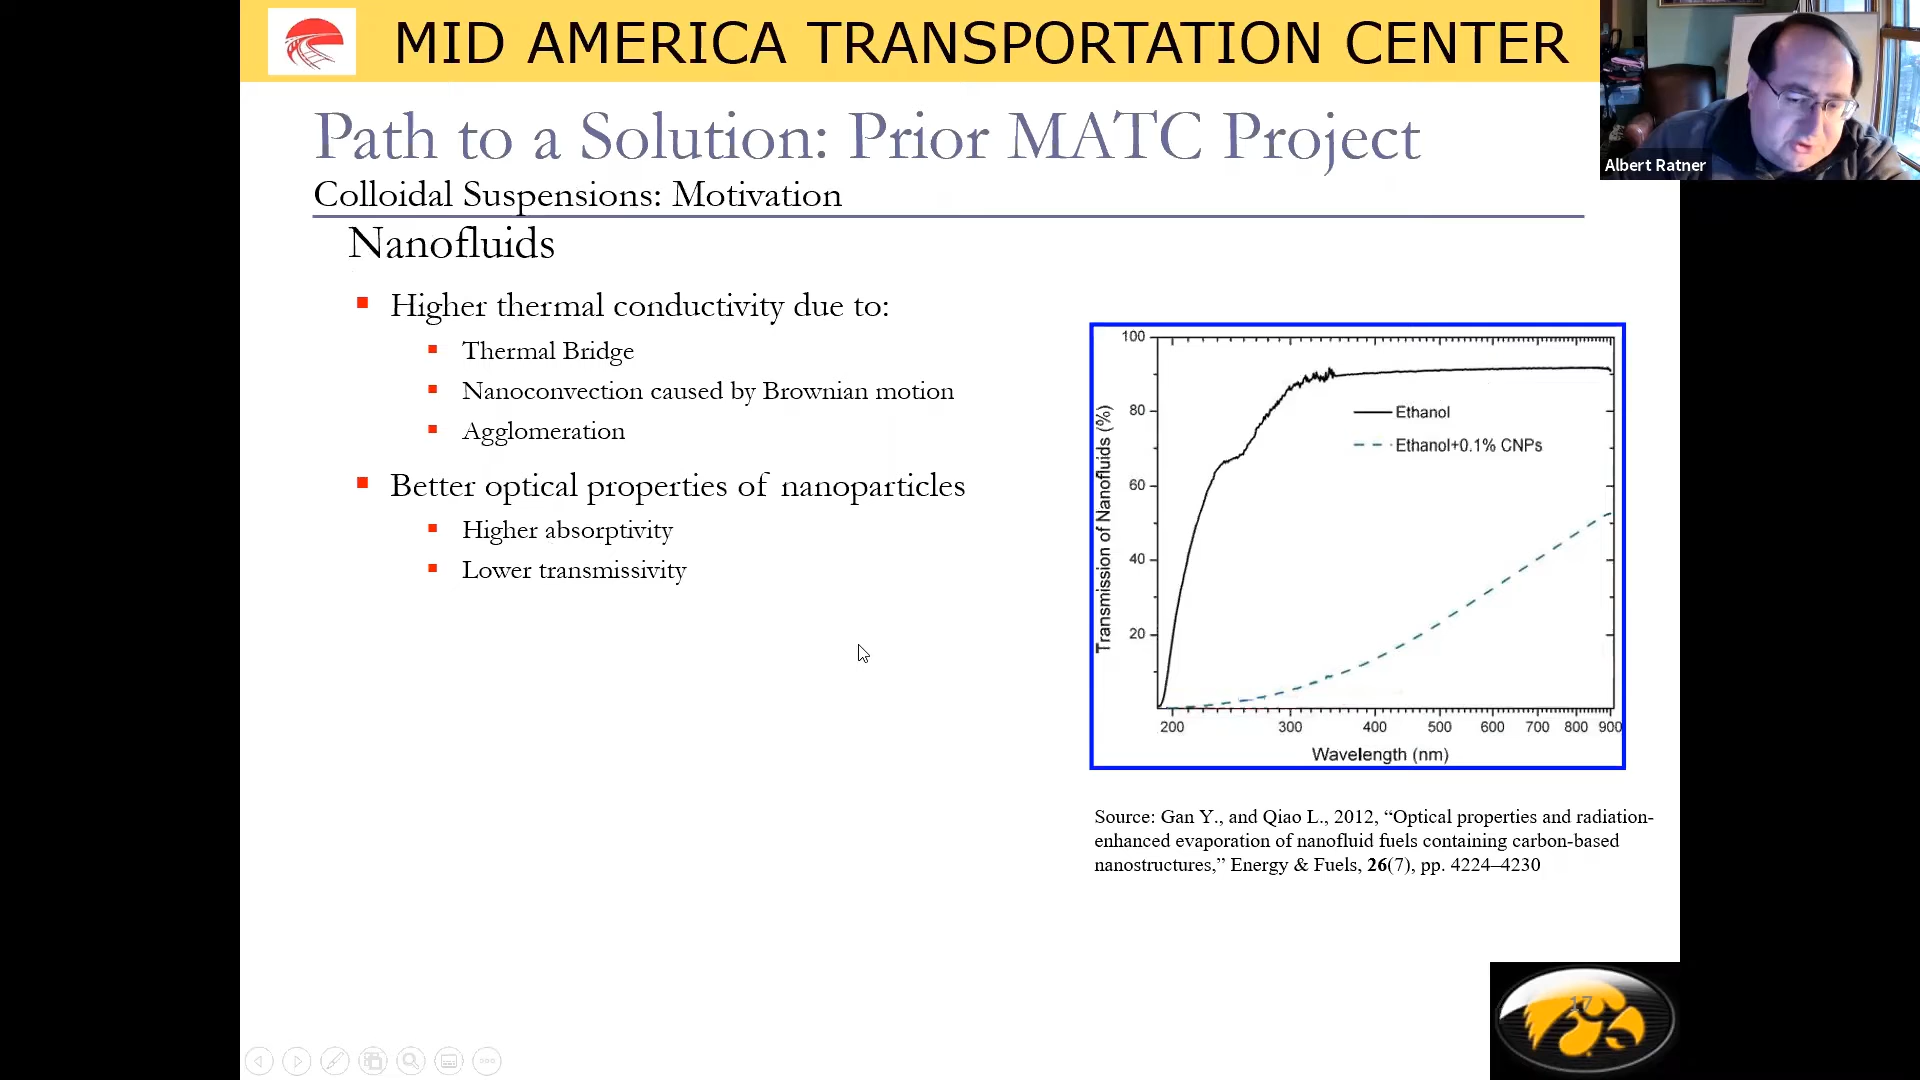 MID AMERICA TRANSPORTATION CENTER
Albert Ratner
Path to a Solution: Prior MATC Project
Colloidal Suspensions: Motivation
Nanofluids
Higher thermal conductivity due to:
Thermal Bridge
Nanoconvection caused by Brownian motion
Agglomeration
Better optical properties of nanoparticles
Higher absorptivity
Lower transmissivity
Transmission of Nanofluids (%)
100
80
60
40
20
Ethanol
Ethanol+0.1% CNPs
200 300 400 500 600 700 800 900
Wavelength (nm)
Source: Gan Y., and Qiao L., 2012, “Optical properties and radiation-
enhanced evaporation of nanofluid fuels containing carbon-based
nanostructures,” Energy & Fuels, 26(7), pp. 4224–4230
17